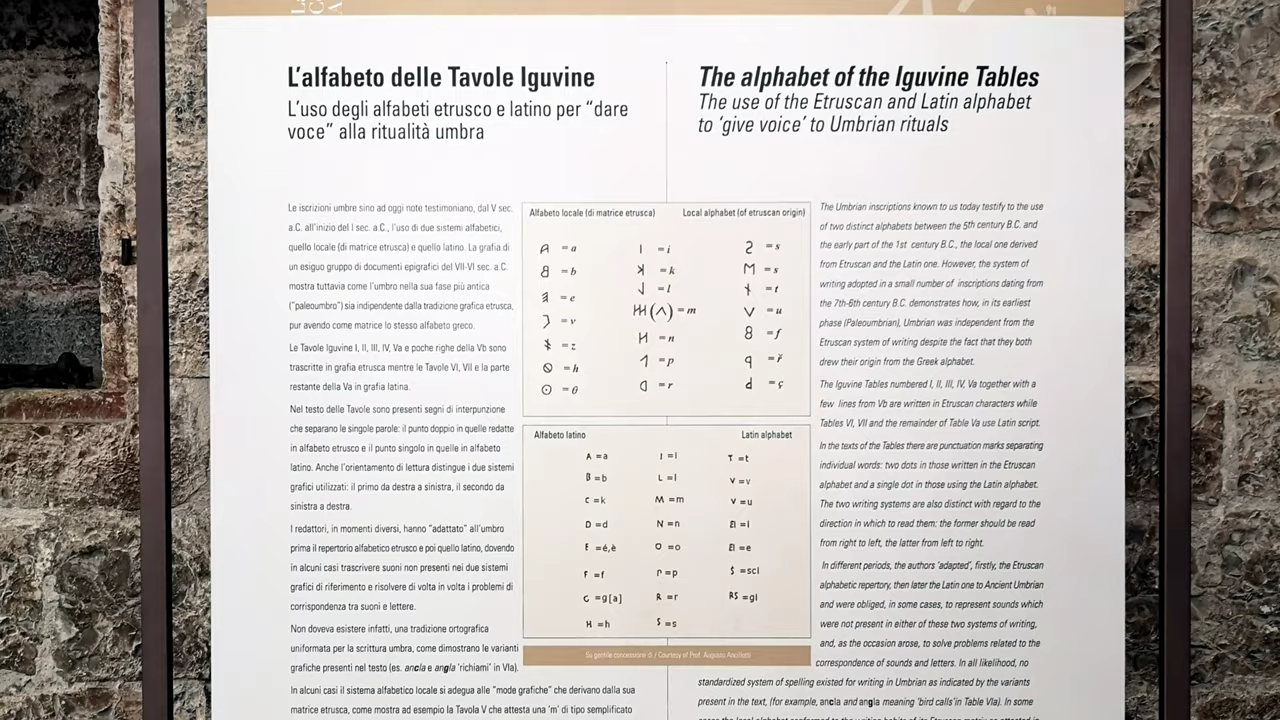 L'alfabeto delle Tavole Iguvine
L'uso degli alfabeti etrusco e latino per "dare
voce" alla ritualità umbra
Le iscrizioni umbre sino ad oggi note testimoniano, dal V sec.
a.C. all'inizio del I sec. a.C., l'uso di due sistemi alfabetici,
quello locale (di matrice etrusca) e quello latino. La grafia di
un esiguo gruppo di documenti epigrafici del VII-VI sec. a.C.
mostra tuttavia come l'umbro nella sua fase più antica
("paleoumbro") sia indipendente dalla tradizione grafica etrusca,
pur avendo come matrice lo stesso alfabeto greco.
Le Tavole Iguvine I, II, III, IV, Va e poche righe della Vb sono
trascritte in grafia etrusca mentre le Tavole VI, VII e la parte
restante della Va in grafia latina.
Nel testo delle Tavole sono presenti segni di interpunzione
che separano le singole parole: il punto doppio in quelle redatte
in alfabeto etrusco e il punto singolo in quelle in alfabeto
latino. Anche l'orientamento di lettura distingue i due sistemi
grafici utilizzati: il primo da destra a sinistra, il secondo da
sinistra a destra.
I redattori, in momenti diversi, hanno "adattato" all'umbro
prima il repertorio alfabetico etrusco e poi quello latino, dovendo
in alcuni casi trascrivere suoni non presenti nei due sistemi
grafici di riferimento e risolvere di volta in volta i problemi di
corrispondenza tra suoni e lettere.
Non doveva esistere infatti, una tradizione ortografica
uniformata per la scrittura umbra, come dimostrano le varianti
grafiche presenti nel testo (es. ancla e angla 'richiami' in VIa).
In alcuni casi il sistema alfabetico locale si adegua alle "mode grafiche" che derivano dalla sua
matrice etrusca, come mostra ad esempio la Tavola V che attesta una 'm' di tipo semplificato
Alfabeto locale (di matrice etrusca) Local alphabet (of etruscan origin)
= a = i = s
= b = k = s
= e = l = t
= v = m = u
= z = n = f
= h = p = ř
= θ = r = ç
Alfabeto latino Latin alphabet
A =a I =i T =t
B =b L =l V =v
C =k M =m V =u
D =d N =n EI =i
E =é,è O =o EI =e
F =f P =p S =sci
G =g[a] R =r RS =gi
H =h S =s
Su gentile concessione di / Courtesy of Prof. Augusto Ancillotti
The alphabet of the Iguvine Tables
The use of the Etruscan and Latin alphabet
to 'give voice' to Umbrian rituals
The Umbrian inscriptions known to us today testify to the use
of two distinct alphabets between the 5th century B.C. and
the early part of the 1st century B.C., the local one derived
from Etruscan and the Latin one. However, the system of
writing adopted in a small number of inscriptions dating from
the 7th-6th century B.C. demonstrates how, in its earliest
phase (Paleoumbrian), Umbrian was independent from the
Etruscan system of writing despite the fact that they both
drew their origin from the Greek alphabet.
The Iguvine Tables numbered I, II, III, IV, Va together with a
few lines from Vb are written in Etruscan characters while
Tables VI, VII and the remainder of Table Va use Latin script.
In the texts of the Tables there are punctuation marks separating
individual words: two dots in those written in the Etruscan
alphabet and a single dot in those using the Latin alphabet.
The two writing systems are also distinct with regard to the
direction in which to read them: the former should be read
from right to left, the latter from left to right.
In different periods, the authors 'adapted', firstly, the Etruscan
alphabetic repertory, then later the Latin one to Ancient Umbrian
and were obliged, in some cases, to represent sounds which
were not present in either of these two systems of writing,
and, as the occasion arose, to solve problems related to the
correspondence of sounds and letters. In all likelihood, no
standardized system of spelling existed for writing in Umbrian as indicated by the variants
present in the text, (for example, ancla and angla meaning 'bird calls'in Table VIa). In some